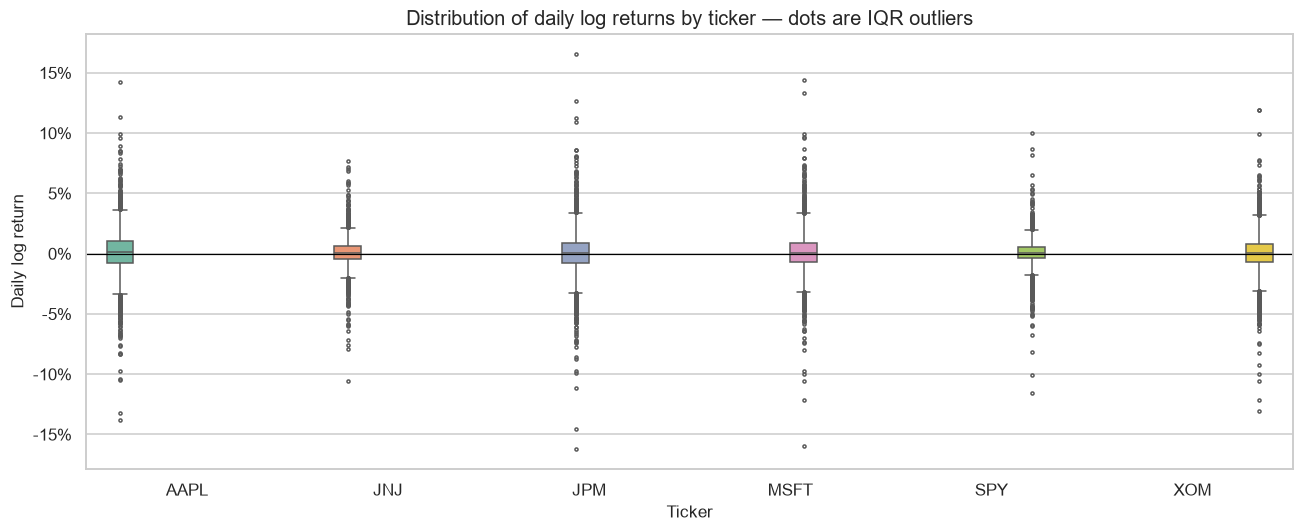 Distribution of daily log returns by ticker — dots are IQR outliers
15%
10%
5%
0%
-5%
-10%
-15%
Daily log return
AAPL JNJ JPM MSFT SPY XOM
Ticker